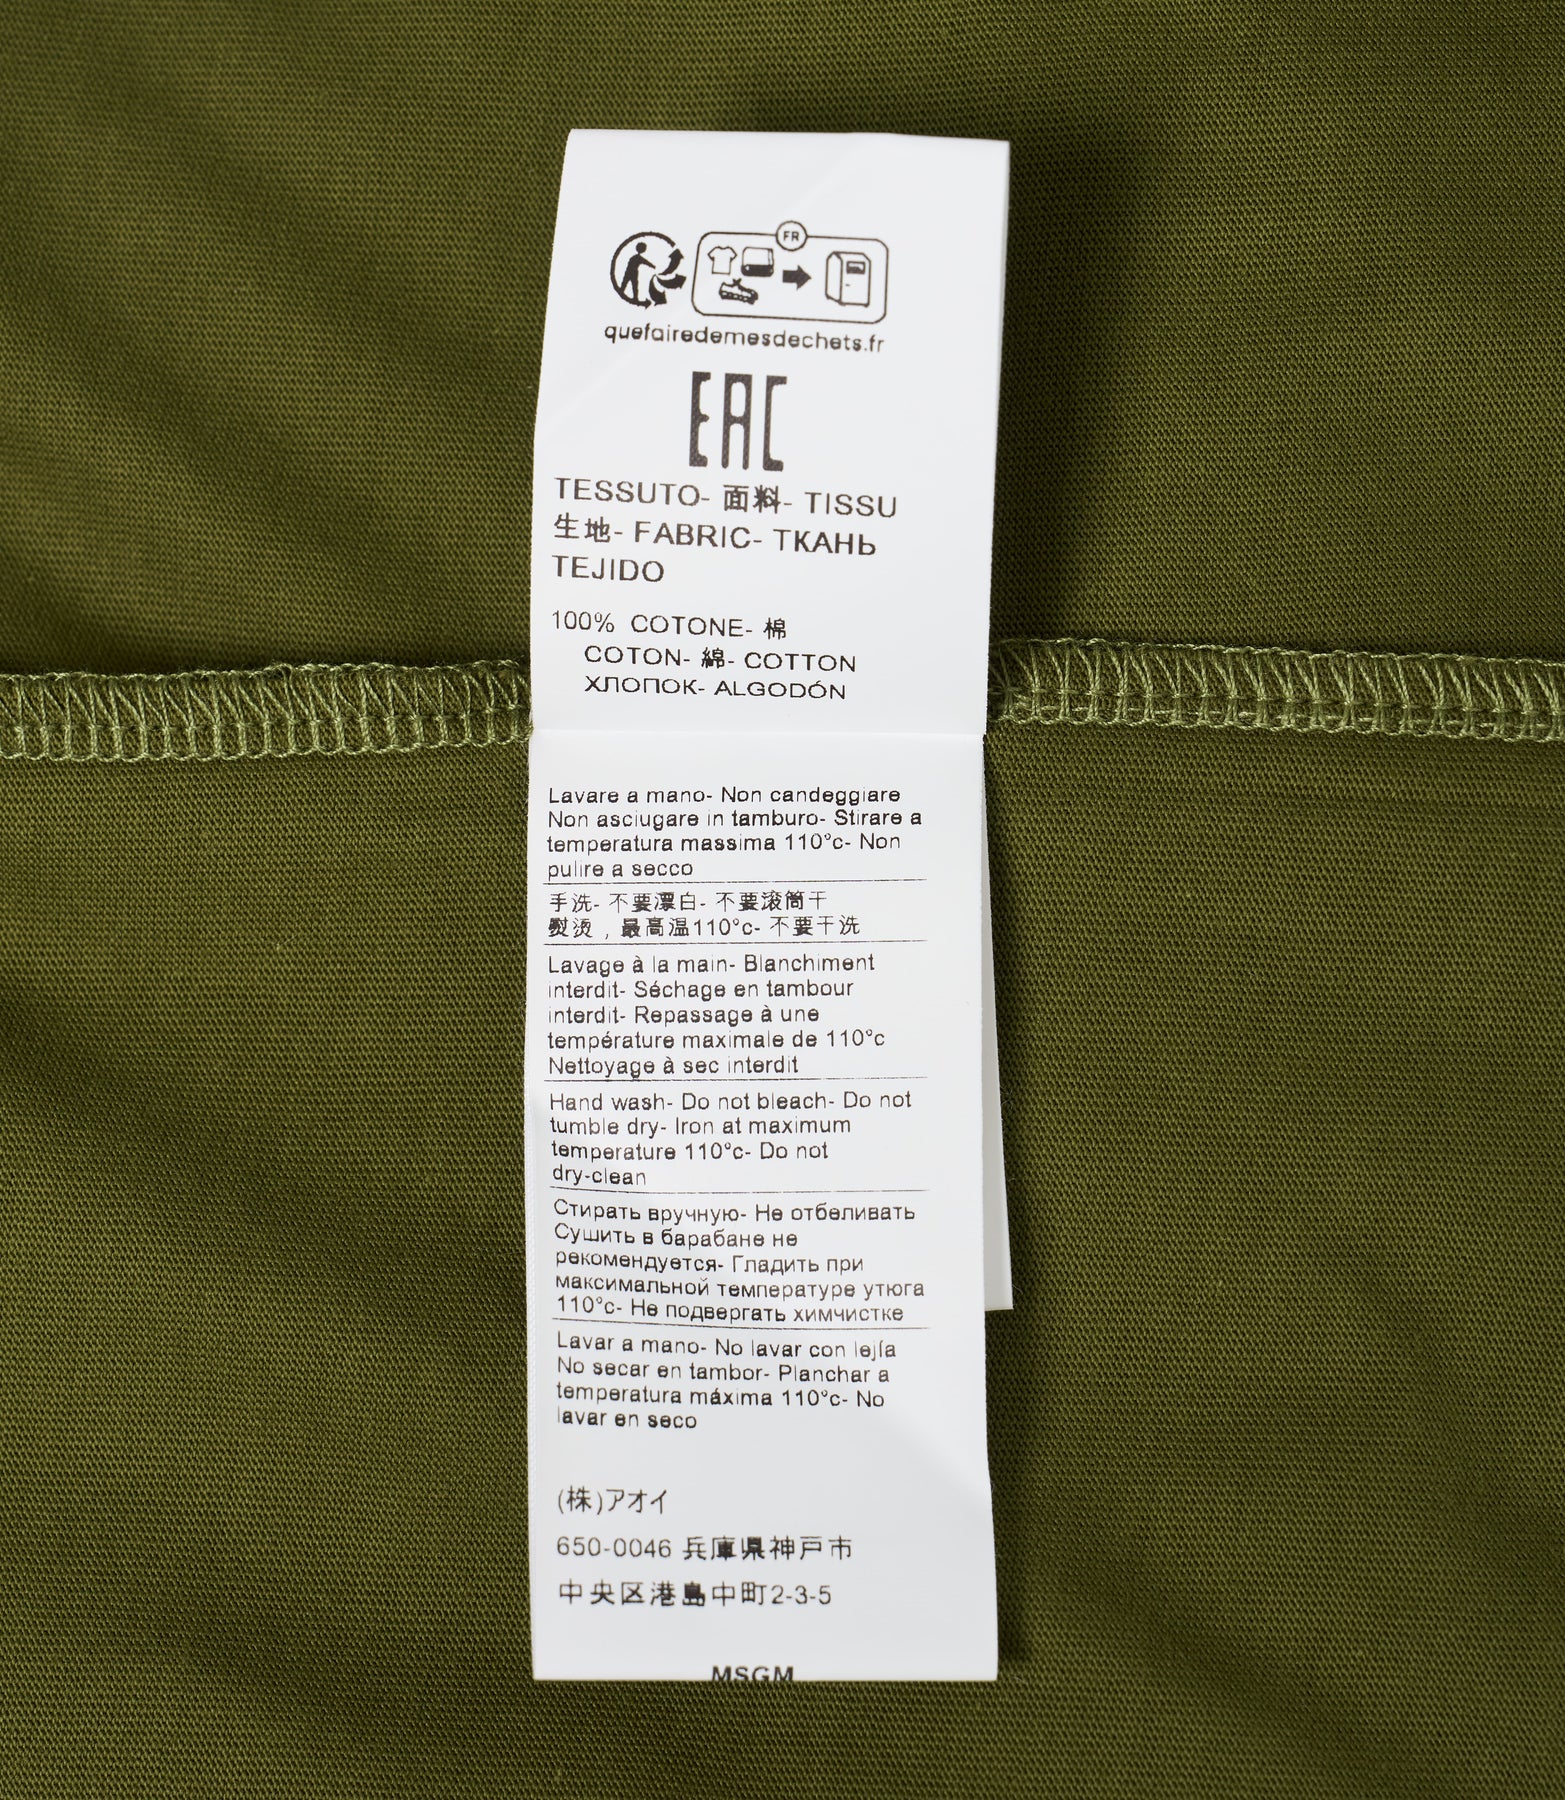 FR
quefairedemesdechets.fr
EAC
TESSUTO- 面料- TISSU
生地- FABRIC- ТКАНЬ
TEJIDO
100% COTONE- 棉
COTON- 綿- COTTON
ХЛОПОК- ALGODÓN
Lavare a mano- Non candeggiare
Non asciugare in tamburo- Stirare a
temperatura massima 110°c- Non
pulire a secco
手洗- 不要漂白- 不要滚筒干
熨烫，最高温110°c- 不要干洗
Lavage à la main- Blanchiment
interdit- Séchage en tambour
interdit- Repassage à une
température maximale de 110°c
Nettoyage à sec interdit
Hand wash- Do not bleach- Do not
tumble dry- Iron at maximum
temperature 110°c- Do not
dry-clean
Стирать вручную- Не отбеливать
Сушить в барабане не
рекомендуется- Гладить при
максимальной температуре утюга
110°c- Не подвергать химчистке
Lavar a mano- No lavar con lejía
No secar en tambor- Planchar a
temperatura máxima 110°c- No
lavar en seco
(株)アオイ
650-0046 兵庫県神戸市
中央区港島中町2-3-5
MSGM